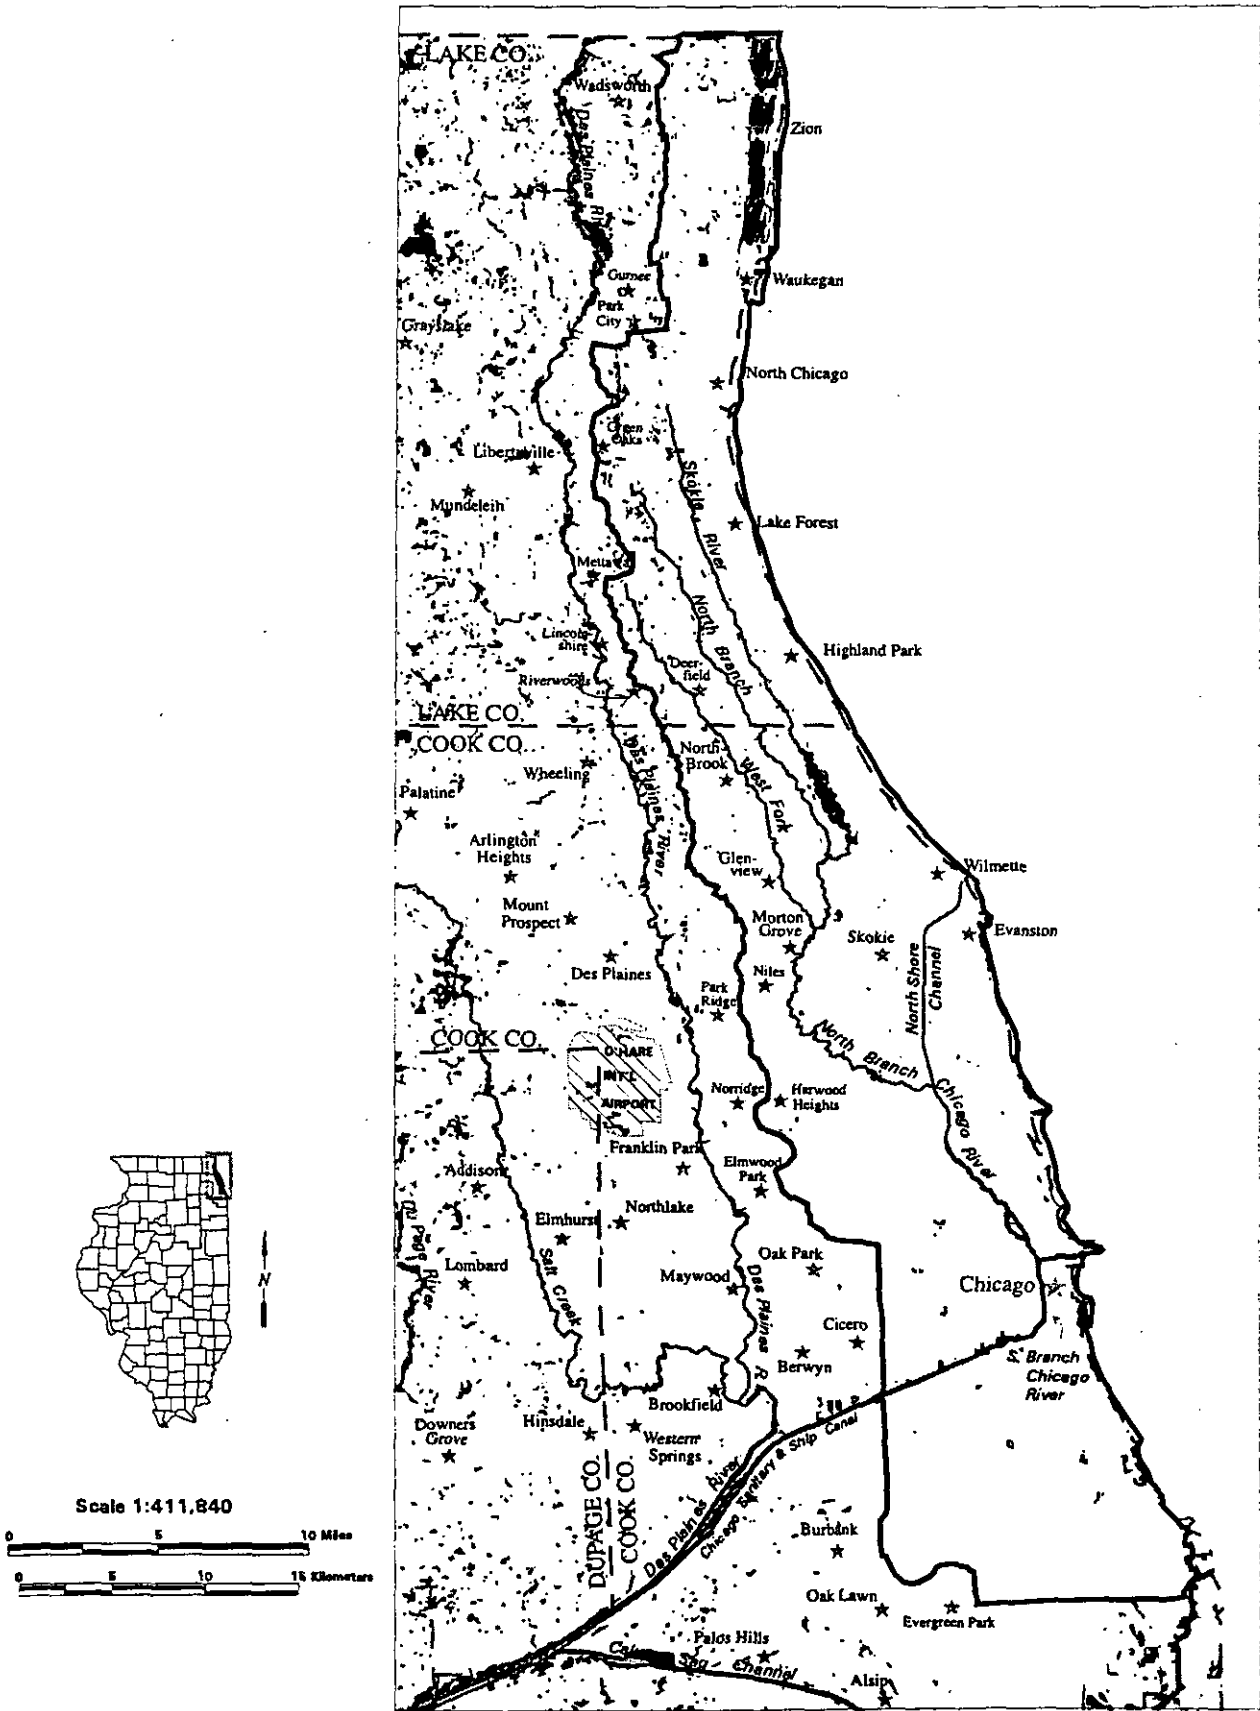 LAKE CO.
Wadsworth
Des Plaines
Zion
Gurnee
Waukegan
Park
City
Grayslake
North Chicago
Green
Oaks
Libertyville
Mundelein
Skokie
River
Lake Forest
North
Branch
Lincoln-
shire
Highland Park
Deer-
field
Riverwoods
LAKE CO.
COOK CO.
North
Brook
Des Plaines
River
West Fork
Wheeling
Palatine
Arlington
Heights
Glen-
view
Wilmette
Mount
Prospect
Morton
Grove
Skokie
Evanston
North Shore
Channel
Des Plaines
Niles
Park
Ridge
COOK CO.
O'HARE
INT'L
AIRPORT
North Branch
Chicago River
Norridge
Harwood
Heights
Franklin Park
Elmwood
Park
Addison
Northlake
Elmhurst
Du Page
River
Salt Creek
Lombard
Oak Park
Maywood
Des Plaines R.
Chicago
N
Cicero
Berwyn
S. Branch
Chicago
River
Brookfield
Downers
Grove
Hinsdale
Western
Springs
Des Plaines River
Chicago Sanitary & Ship Canal
DUPAGE CO.
COOK CO.
Scale 1:411,840
0 5 10 Miles
0 5 10 15 Kilometers
Burbank
Oak Lawn
Evergreen Park
Palos Hills
Sag Channel
Alsip